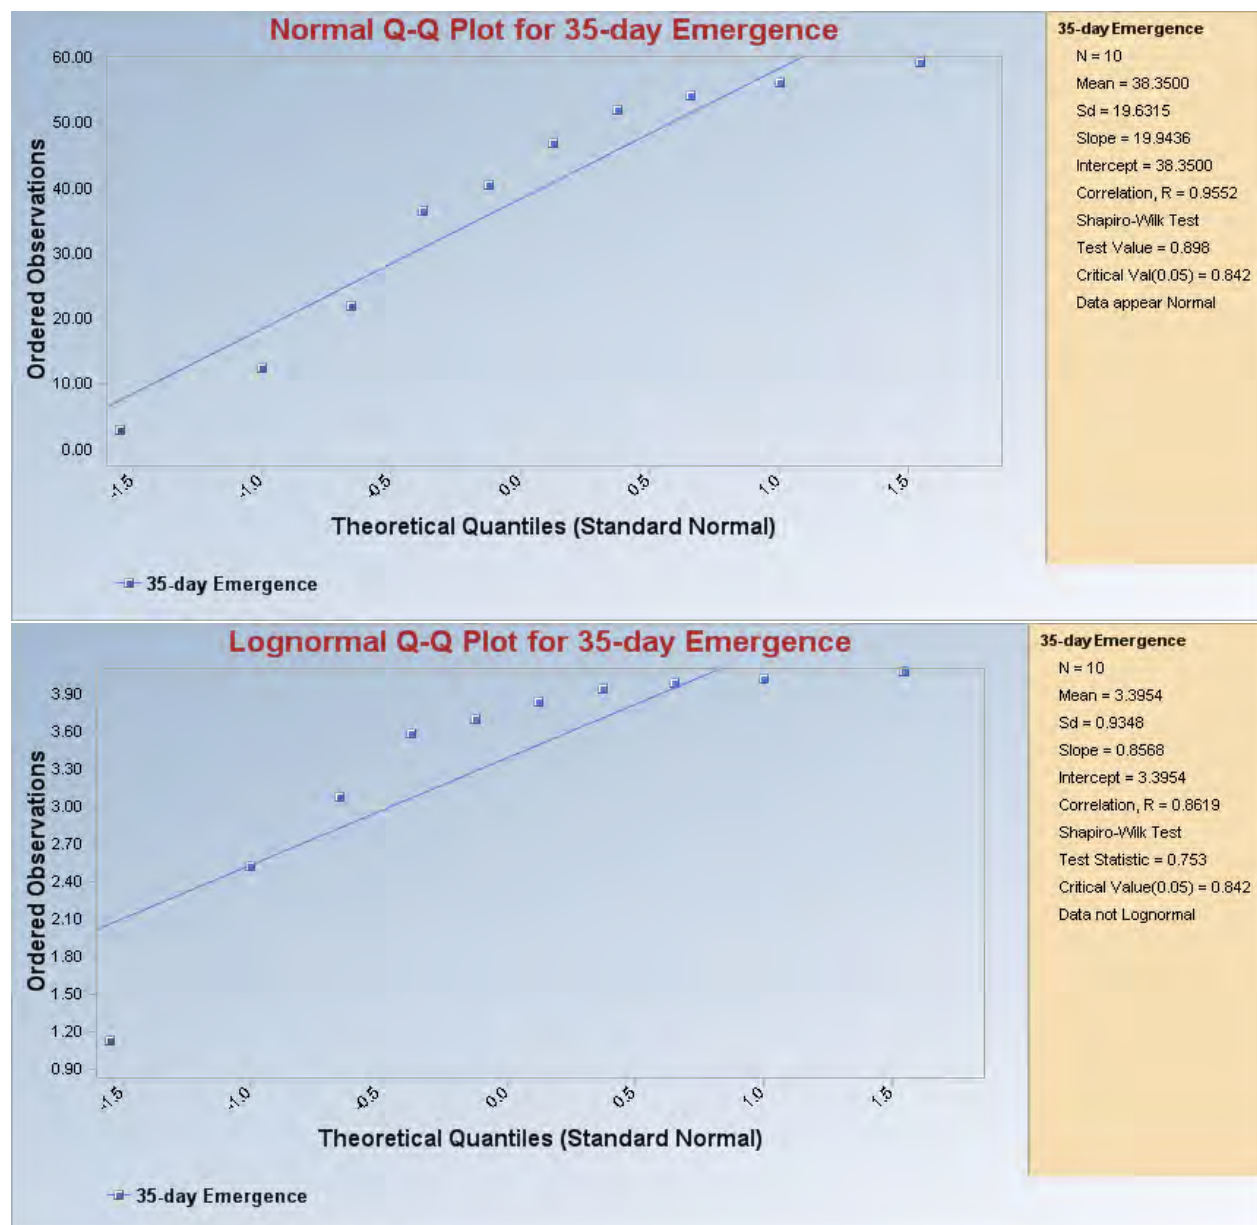 Normal Q-Q Plot for 35-day Emergence
60.00
50.00
40.00
30.00
20.00
10.00
0.00
Ordered Observations
-1.5
-1.0
-0.5
0.0
0.5
1.0
1.5
Theoretical Quantiles (Standard Normal)
35-day Emergence
35-day Emergence
N = 10
Mean = 38.3500
Sd = 19.6315
Slope = 19.9436
Intercept = 38.3500
Correlation, R = 0.9552
Shapiro-Wilk Test
Test Value = 0.898
Critical Val(0.05) = 0.842
Data appear Normal
Lognormal Q-Q Plot for 35-day Emergence
3.90
3.60
3.30
3.00
2.70
2.40
2.10
1.80
1.50
1.20
0.90
Ordered Observations
-1.5
-1.0
-0.5
0.0
0.5
1.0
1.5
Theoretical Quantiles (Standard Normal)
35-day Emergence
35-day Emergence
N = 10
Mean = 3.3954
Sd = 0.9348
Slope = 0.8568
Intercept = 3.3954
Correlation, R = 0.8619
Shapiro-Wilk Test
Test Statistic = 0.753
Critical Value(0.05) = 0.842
Data not Lognormal